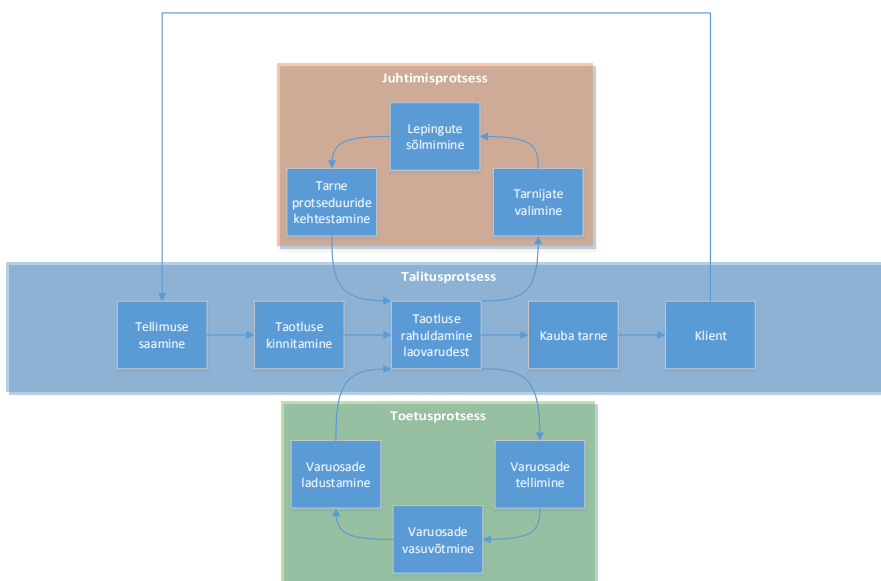 Juhtimisprotsess
Lepingute
sõlmimine
Tarne
protseduuride
kehtestamine
Tarnijate
valimine
Talitusprotsess
Tellimuse
saamine
Taotluse
kinnitamine
Taotluse
rahuldamine
laovarudest
Kauba tarne
Klient
Toetusprotsess
Varuosade
ladustamine
Varuosade
tellimine
Varuosade
vasuvõtmine